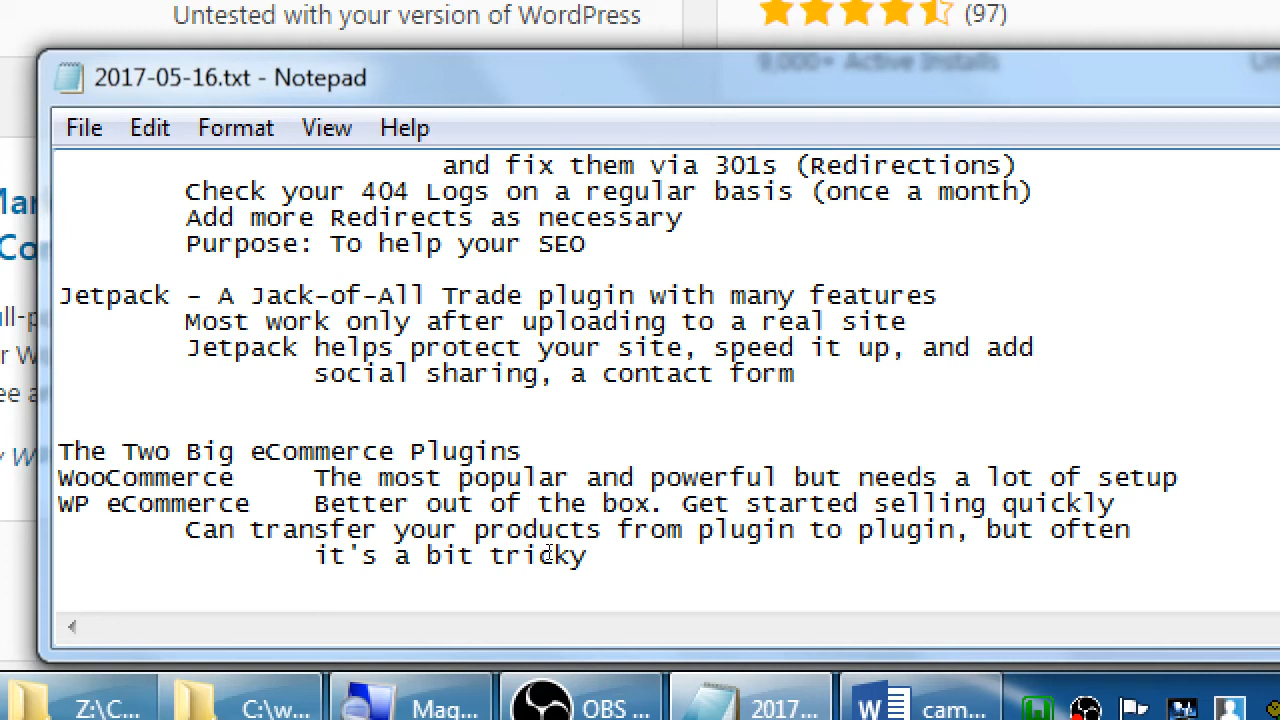 Untested with your version of WordPress
(97)
9,000+ Active Installs
2017-05-16.txt - Notepad
File Edit Format View Help
and fix them via 301s (Redirections)
Check your 404 Logs on a regular basis (once a month)
Add more Redirects as necessary
Purpose: To help your SEO
Jetpack - A Jack-of-All Trade plugin with many features
Most work only after uploading to a real site
Jetpack helps protect your site, speed it up, and add
social sharing, a contact form
The Two Big eCommerce Plugins
WooCommerce The most popular and powerful but needs a lot of setup
WP eCommerce Better out of the box. Get started selling quickly
Can transfer your products from plugin to plugin, but often
it's a bit tricky
Z:\C... C:\w... Mag... OBS ... 2017... cam...